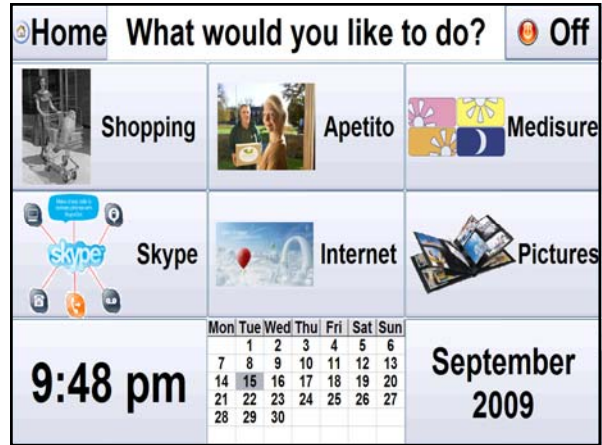 Home What would you like to do? Off
Shopping Apetito Medisure
skype
Skype Internet Pictures
Mon Tue Wed Thu Fri Sat Sun
1 2 3 4 5 6
7 8 9 10 11 12 13
14 15 16 17 18 19 20
21 22 23 24 25 26 27
28 29 30
9:48 pm
September
2009